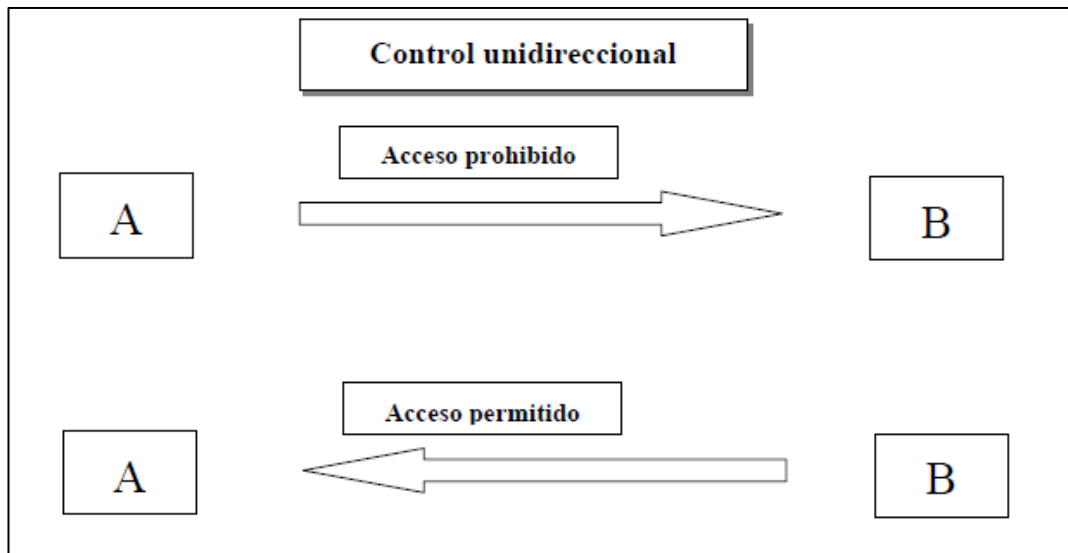 Control unidireccional
Acceso prohibido
A
B
Acceso permitido
A
B